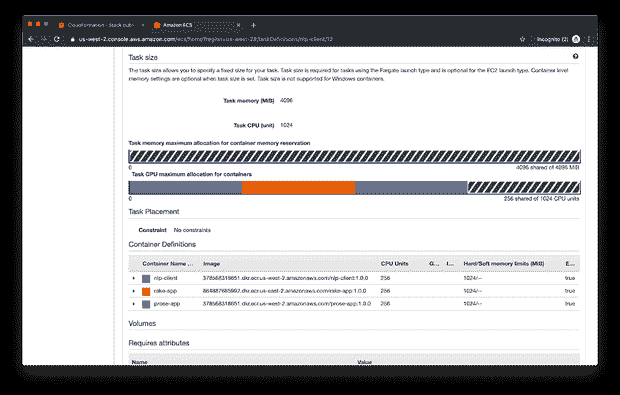 Cloudformation - Stack
Amazon ECS
us-west-2.console.aws.amazon.com/ecs/home?region=us-west-2#/taskDefinitions/nlp-client/12
Incognito (2)
Task size
The task size allows you to specify a fixed size for your task. Task size is required for tasks using the Fargate launch type and is optional for the EC2 launch type. Container level
memory settings are optional when task size is set. Task size is not supported for Windows containers.
Task memory (MiB) 4096
Task CPU (unit) 1024
Task memory maximum allocation for container memory reservation
0 4096 shared of 4096 MiB
Task CPU maximum allocation for containers
0 256 shared of 1024 CPU units
Task Placement
Constraint No constraints
Container Definitions
Container Name ... Image CPU Units G... I... Hard/Soft memory limits (MiB) E...
nlp-client .dkr.ecr.us-east-2.amazonaws.com/nlp-client:1.0.0 256 1024/-- true
rake-app .dkr.ecr.us-east-2.amazonaws.com/rake-app:1.0.0 256 1024/-- true
prose-app .dkr.ecr.us-east-2.amazonaws.com/prose-app:1.0.0 256 1024/-- true
Volumes
Requires attributes
Name Value